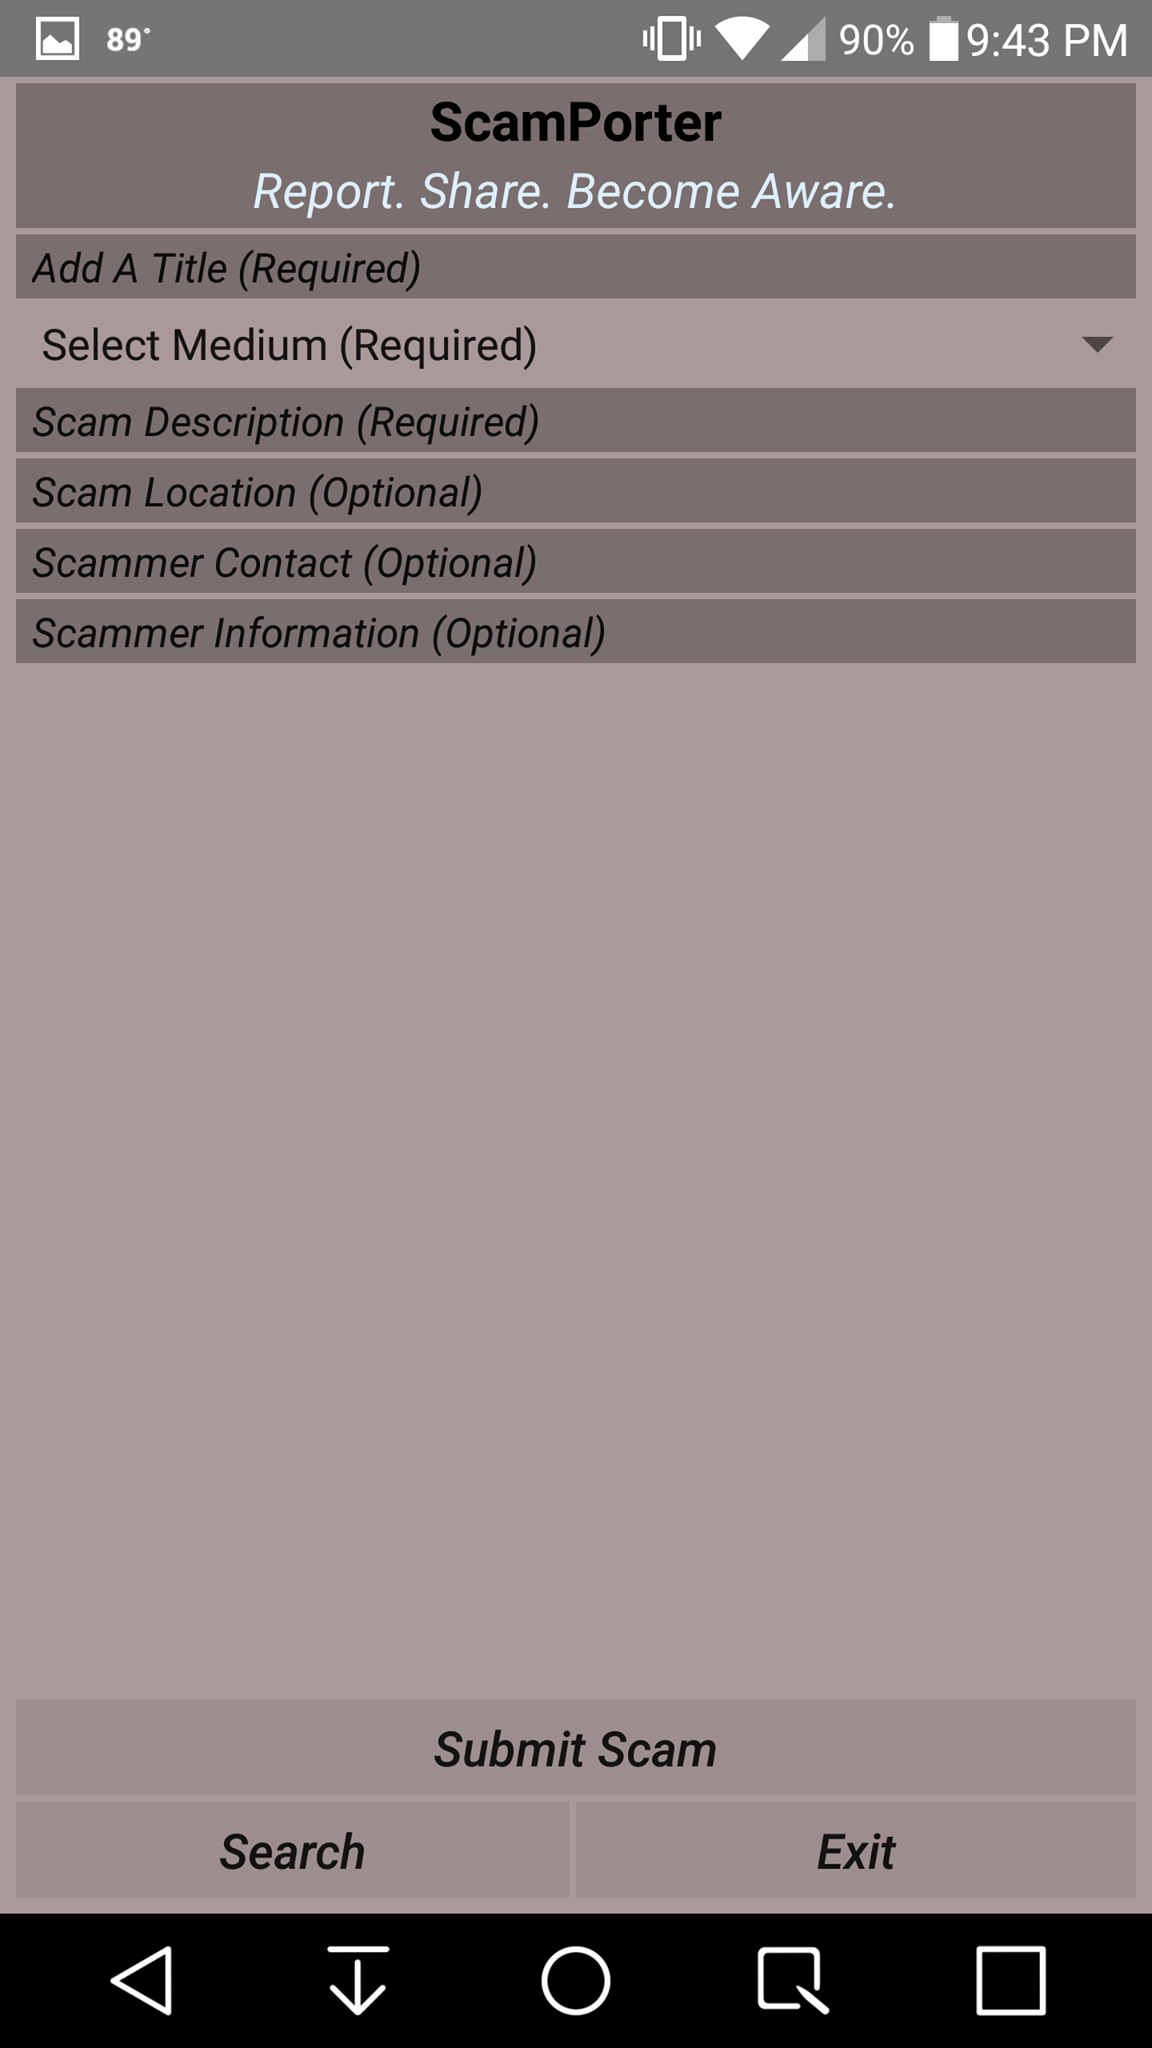 89°
90% 9:43 PM
ScamPorter
Report. Share. Become Aware.
Add A Title (Required)
Select Medium (Required)
Scam Description (Required)
Scam Location (Optional)
Scammer Contact (Optional)
Scammer Information (Optional)
Submit Scam
Search
Exit